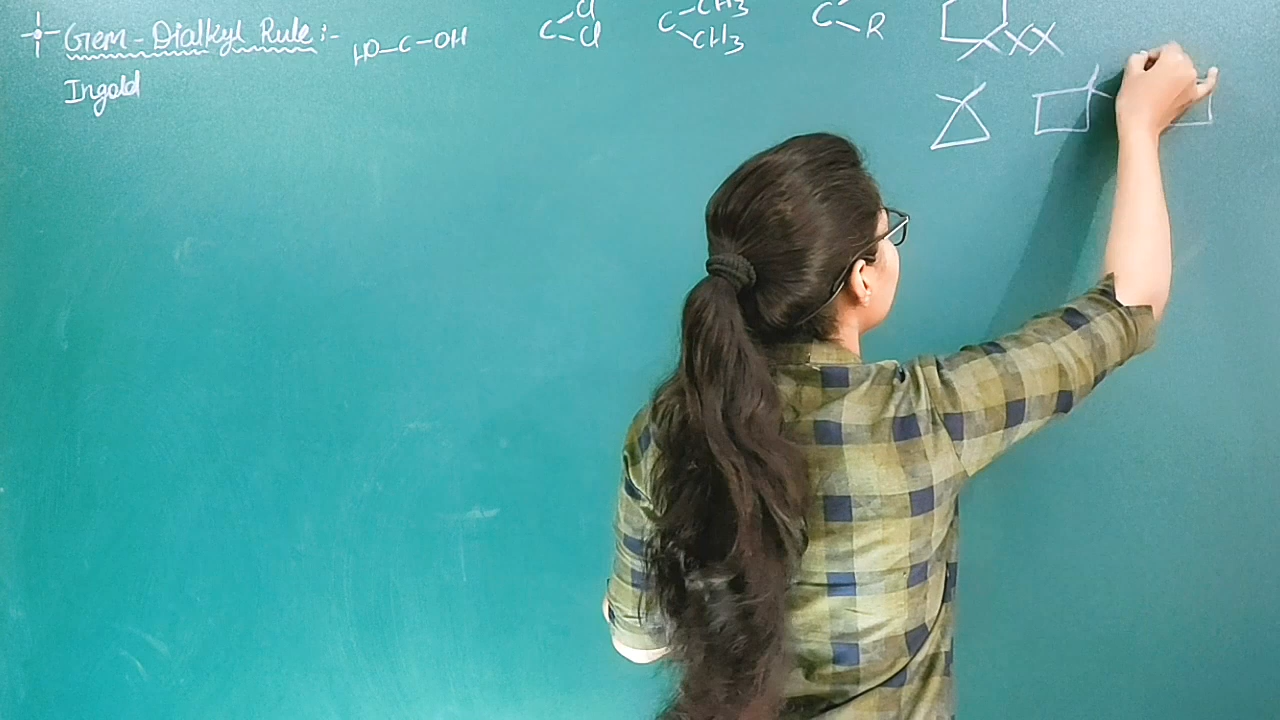 Gem-Dialkyl Rule :-
HO-C-OH
C Cl Cl
C CH3 CH3
C R
Ingold